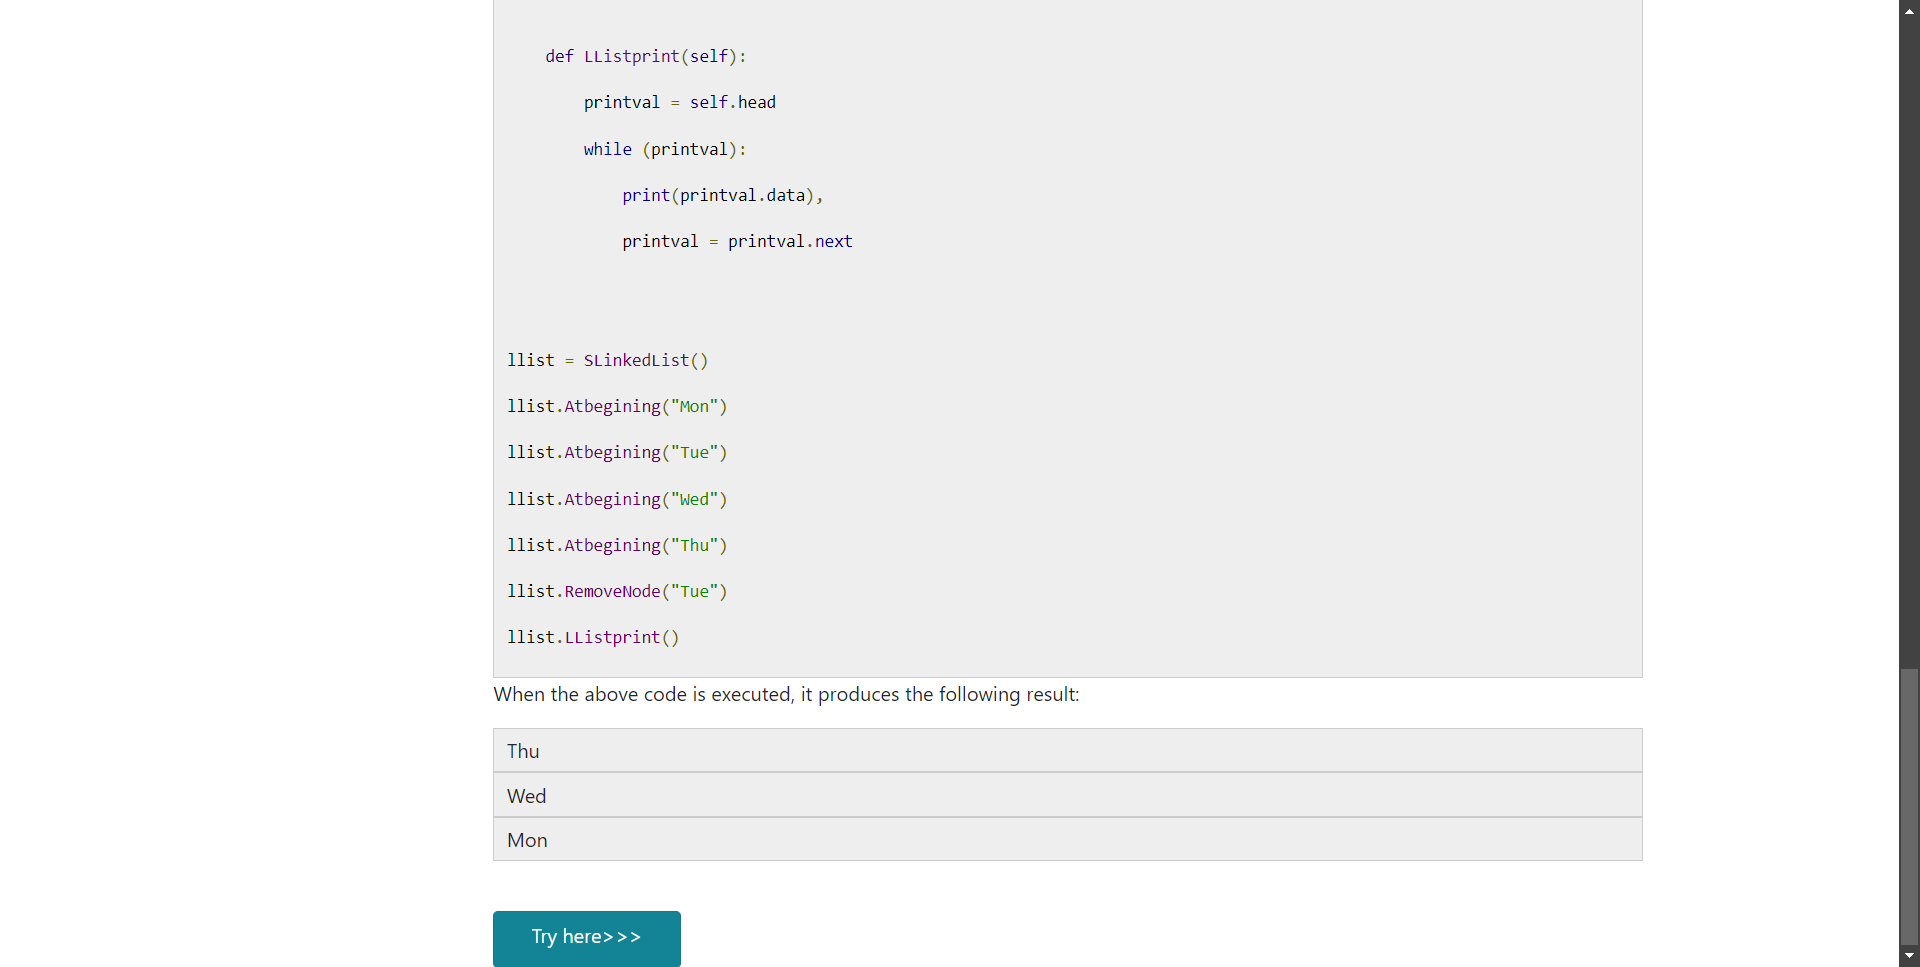 def LListprint(self):
printval = self.head
while (printval):
print(printval.data),
printval = printval.next
llist = SLinkedList()
llist.Atbegining("Mon")
llist.Atbegining("Tue")
llist.Atbegining("Wed")
llist.Atbegining("Thu")
llist.RemoveNode("Tue")
llist.LListprint()
When the above code is executed, it produces the following result:
Thu
Wed
Mon
Try here>>>